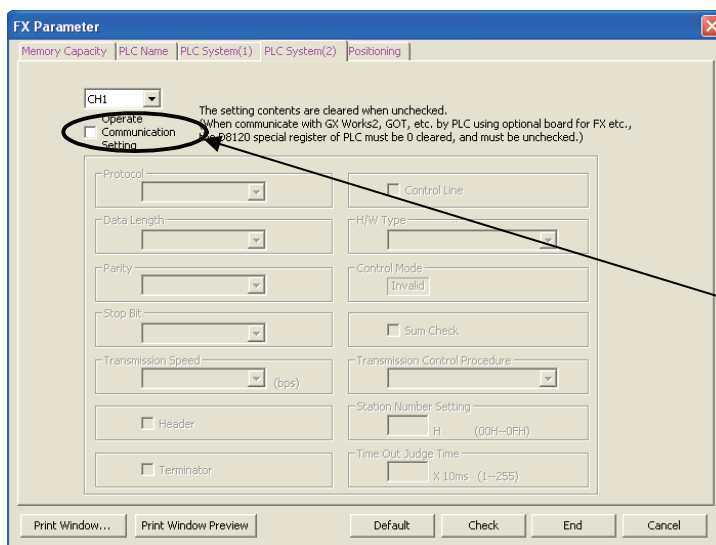 FX Parameter
Memory Capacity PLC Name PLC System(1) PLC System(2) Positioning
CH1
Operate
Communication
Setting
The setting contents are cleared when unchecked.
(When communicate with GX Works2, GOT, etc. by PLC using optional board for FX etc.,
the D8120 special register of PLC must be 0 cleared, and must be unchecked.)
Protocol
Control Line
Data Length
H/W Type
Parity
Control Mode
Invalid
Stop Bit
Sum Check
Transmission Speed
(bps)
Transmission Control Procedure
Header
Station Number Setting
H (00H--0FH)
Terminator
Time Out Judge Time
X 10ms (1--255)
Print Window... Print Window Preview Default Check End Cancel